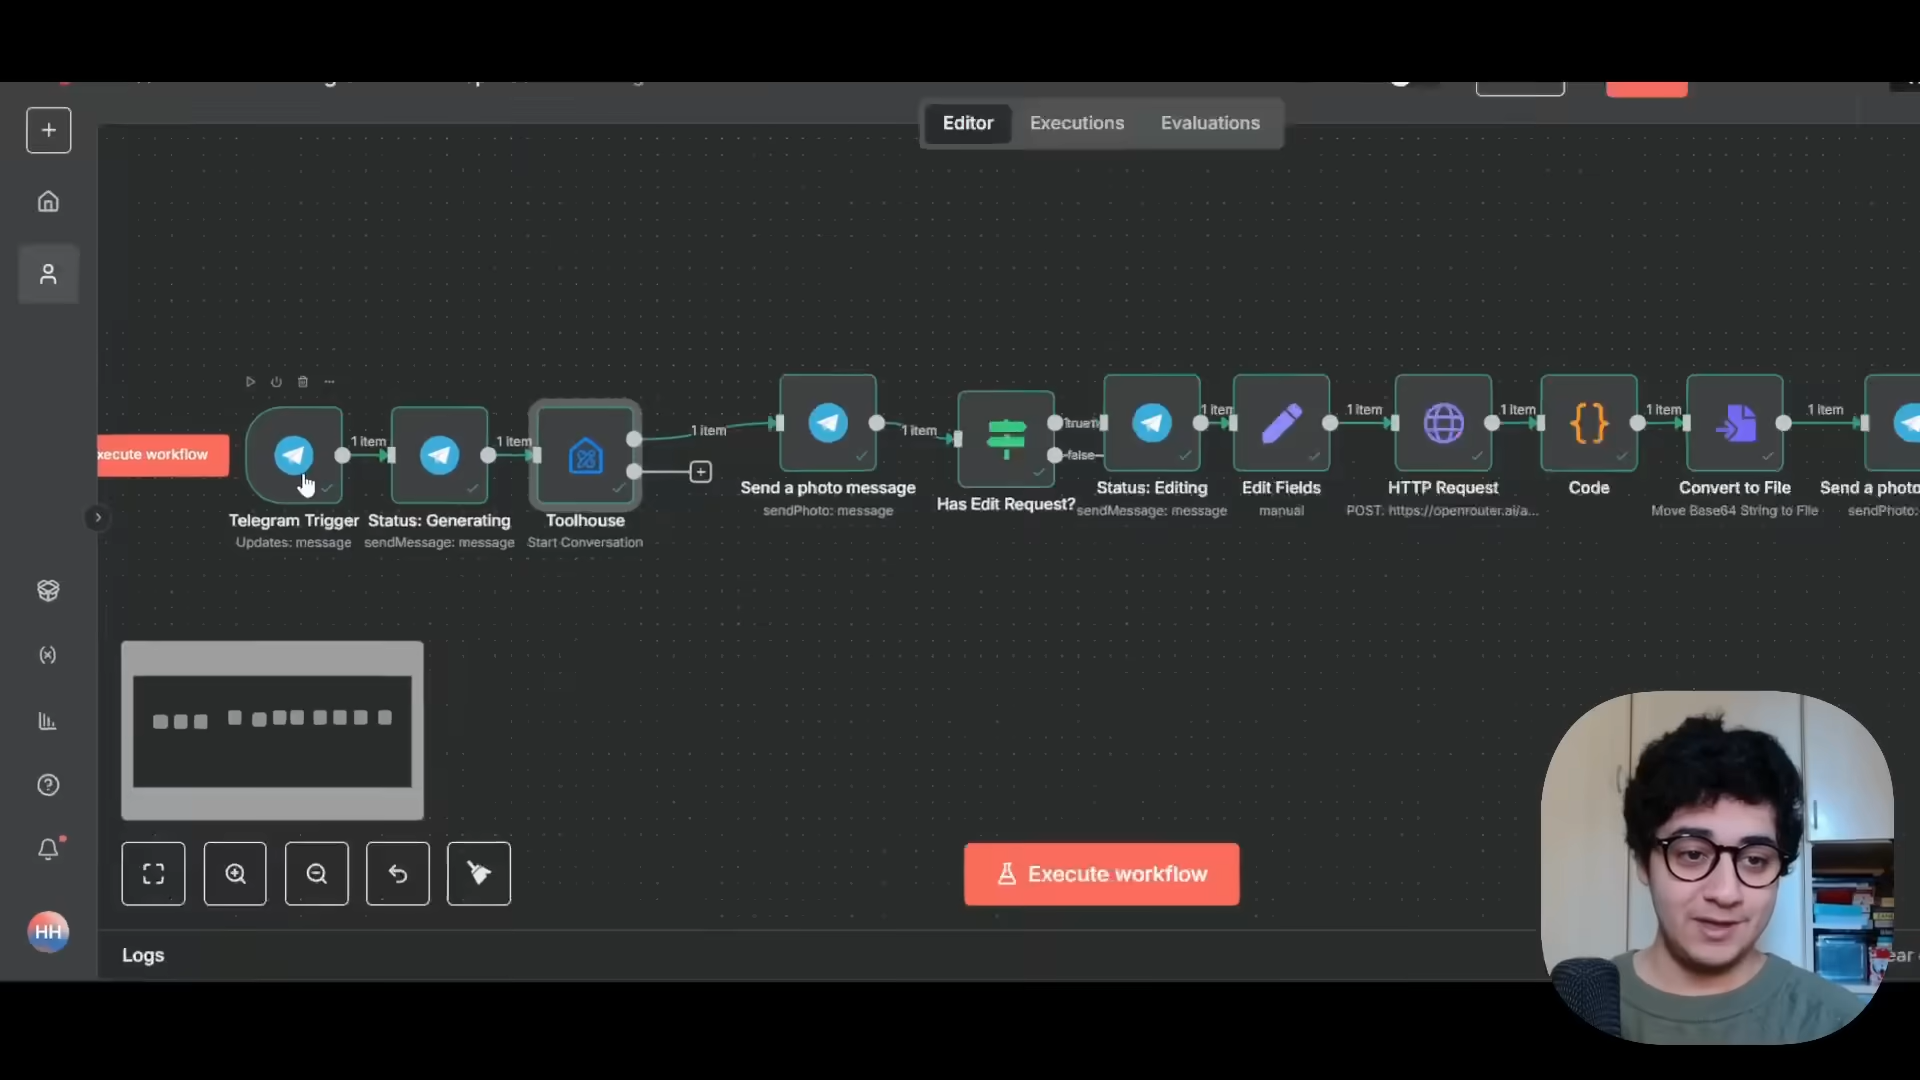 Editor Executions Evaluations
xecute workflow
1 item
1 item
1 item
1 item
true
false
1 item
1 item
1 item
1 item
1 item
Telegram Trigger
Updates: message
Status: Generating
sendMessage: message
Toolhouse
Start Conversation
Send a photo message
sendPhoto: message
Has Edit Request?
Status: Editing
sendMessage: message
Edit Fields
manual
HTTP Request
POST: https://openrouter.ai/a...
Code
Convert to File
Move Base64 String to File
Send a photo
sendPhoto:
Execute workflow
HH
Logs
ear